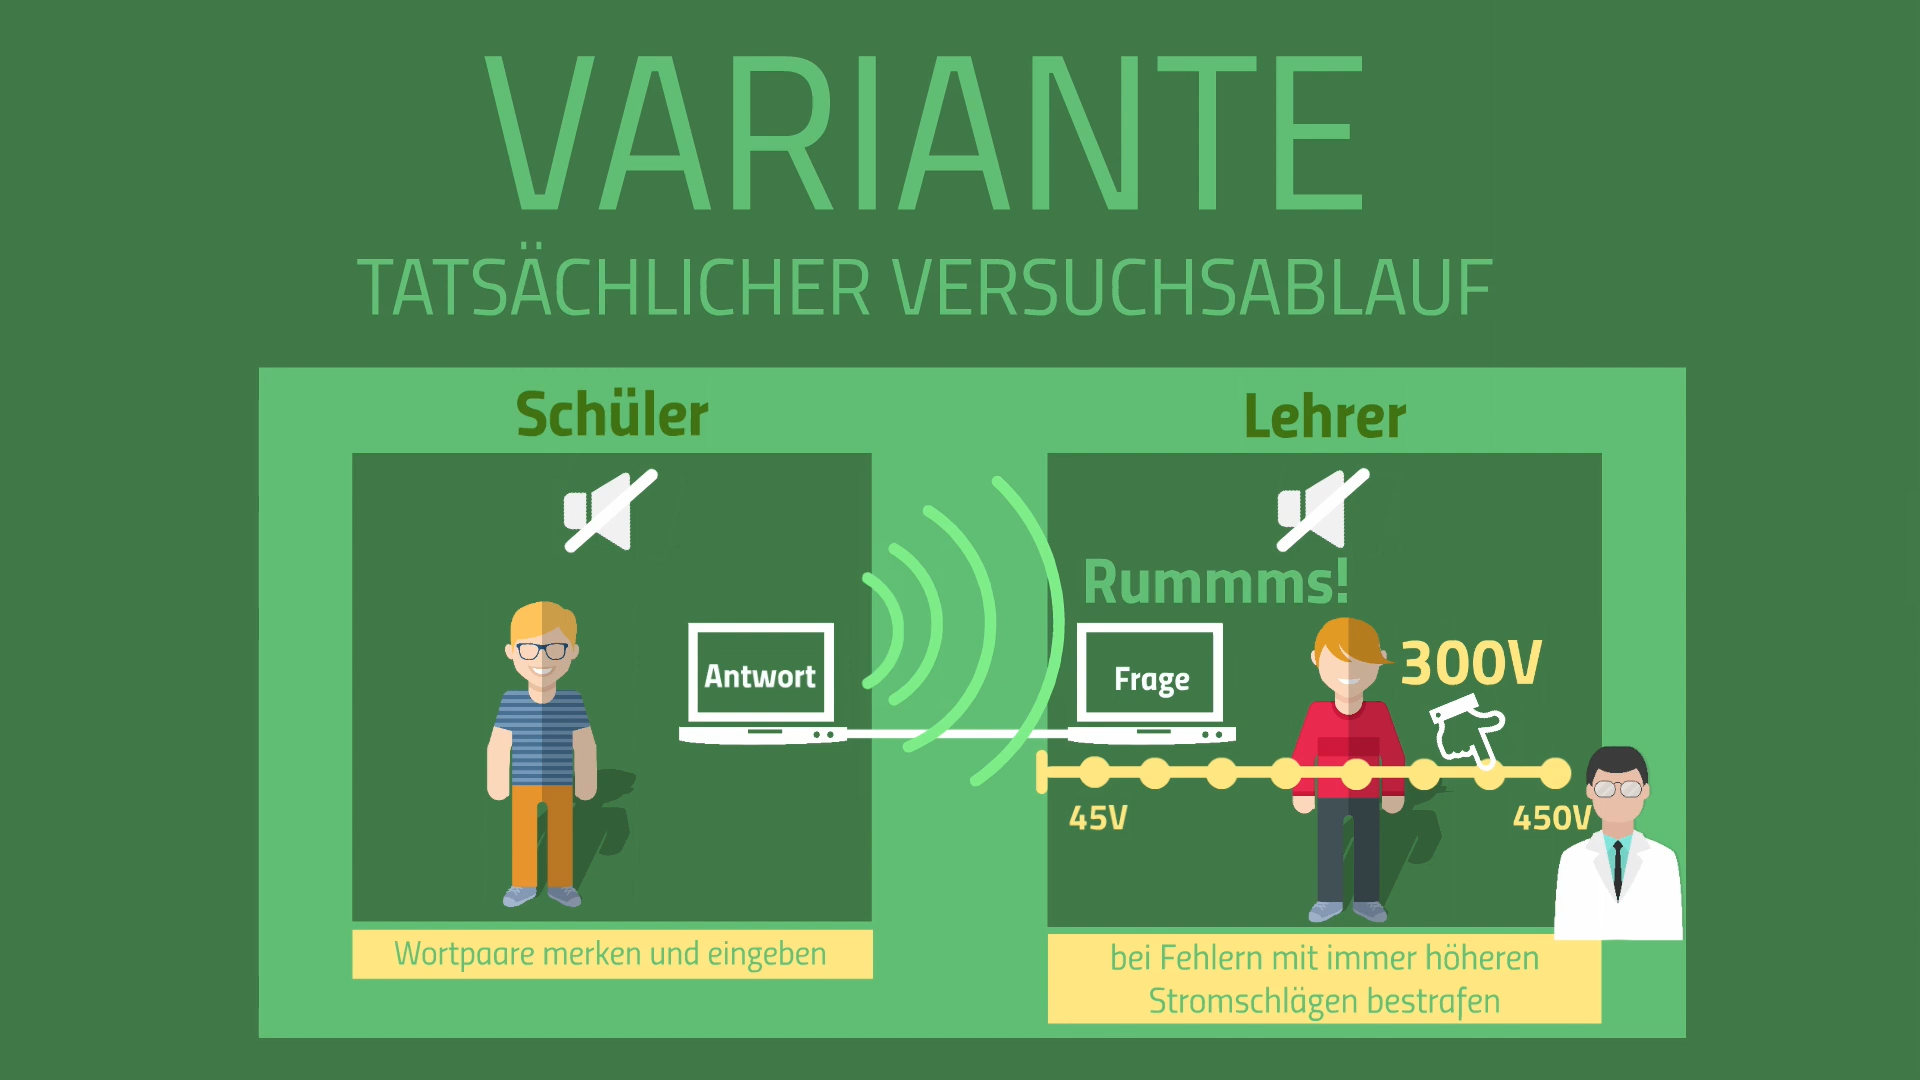 VARIANTE
TATSÄCHLICHER VERSUCHSABLAUF
Schüler
Lehrer
Rummms!
300V
Antwort
Frage
45V
450V
Wortpaare merken und eingeben
bei Fehlern mit immer höheren
Stromschlägen bestrafen